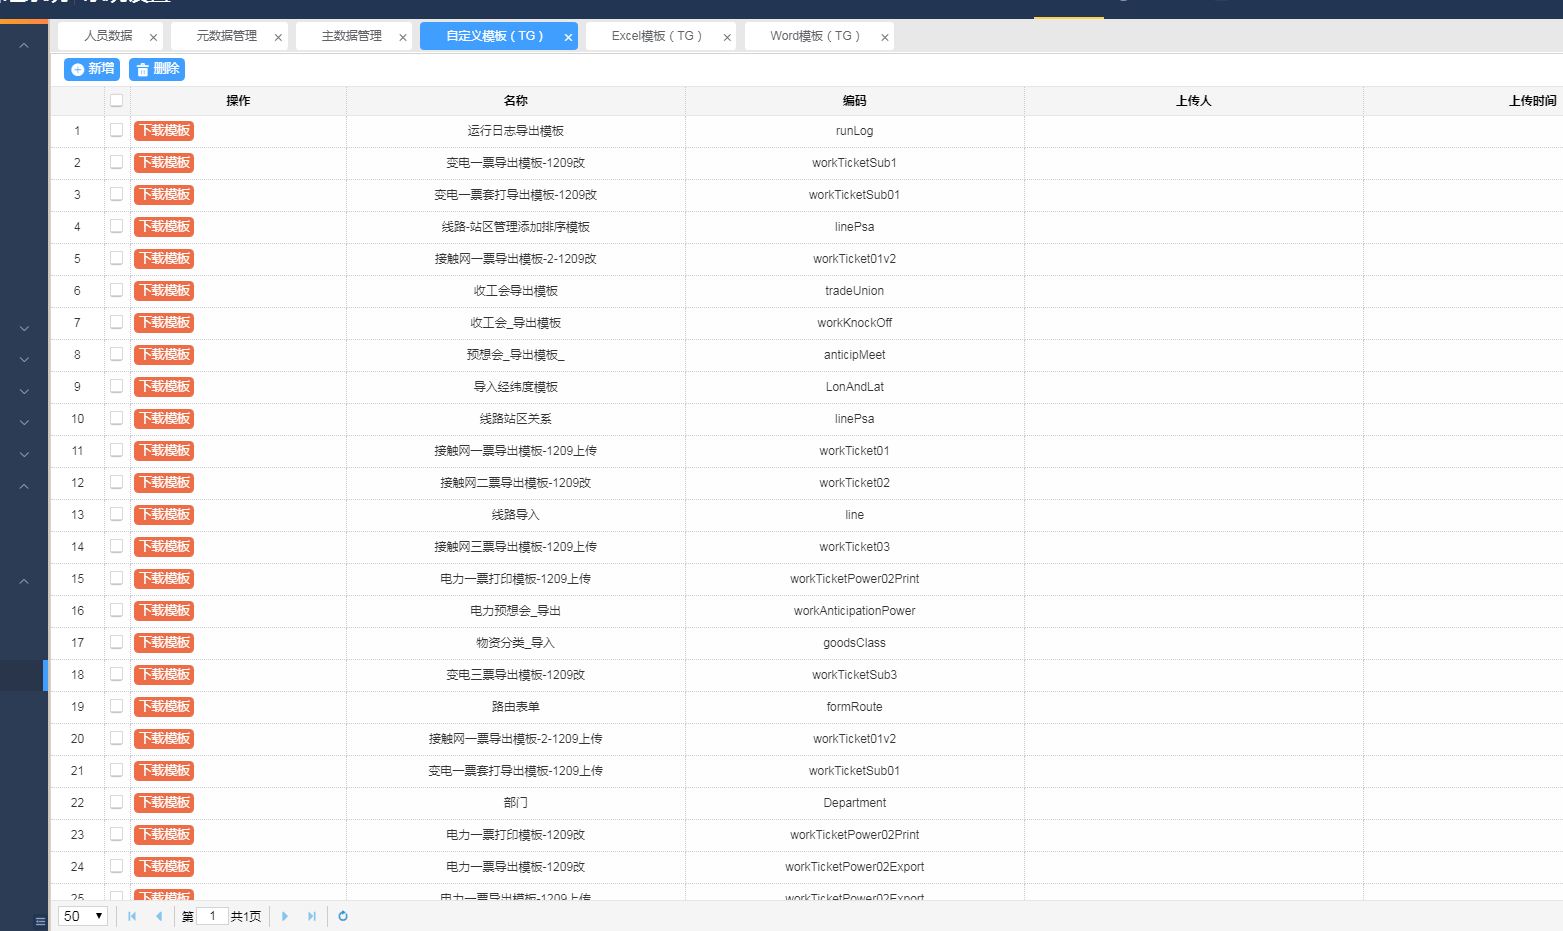 人员数据 × 元数据管理 × 主数据管理 × 自定义模板（TG） × Excel模板（TG） × Word模板（TG） ×
新增 删除
操作 名称 编码 上传人 上传时间
1 下载模板 运行日志导出模板 runLog
2 下载模板 变电一票导出模板-1209改 workTicketSub1
3 下载模板 变电一票套打导出模板-1209改 workTicketSub01
4 下载模板 线路-站区管理添加排序模板 linePsa
5 下载模板 接触网一票导出模板-2-1209改 workTicket01v2
6 下载模板 收工会导出模板 tradeUnion
7 下载模板 收工会_导出模板 workKnockOff
8 下载模板 预想会_导出模板_ anticipMeet
9 下载模板 导入经纬度模板 LonAndLat
10 下载模板 线路站区关系 linePsa
11 下载模板 接触网一票导出模板-1209上传 workTicket01
12 下载模板 接触网二票导出模板-1209改 workTicket02
13 下载模板 线路导入 line
14 下载模板 接触网三票导出模板-1209上传 workTicket03
15 下载模板 电力一票打印模板-1209上传 workTicketPower02Print
16 下载模板 电力预想会_导出 workAnticipationPower
17 下载模板 物资分类_导入 goodsClass
18 下载模板 变电三票导出模板-1209改 workTicketSub3
19 下载模板 路由表单 formRoute
20 下载模板 接触网一票导出模板-2-1209上传 workTicket01v2
21 下载模板 变电一票套打导出模板-1209上传 workTicketSub01
22 下载模板 部门 Department
23 下载模板 电力一票打印模板-1209改 workTicketPower02Print
24 下载模板 电力一票导出模板-1209改 workTicketPower02Export
25 下载模板 电力一票导出模板-1209上传 workTicketPower02Export
50 第 1 共1页